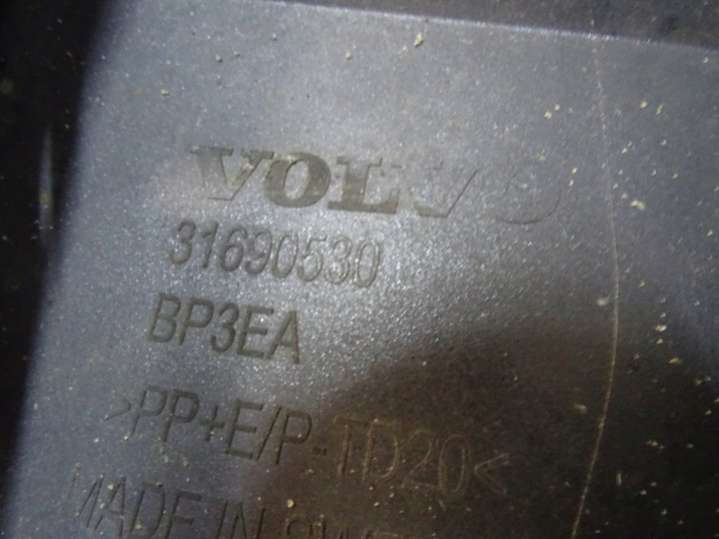 VOLVO
31690530
BP3EA
>PP+E/P-TD20<
MADE IN